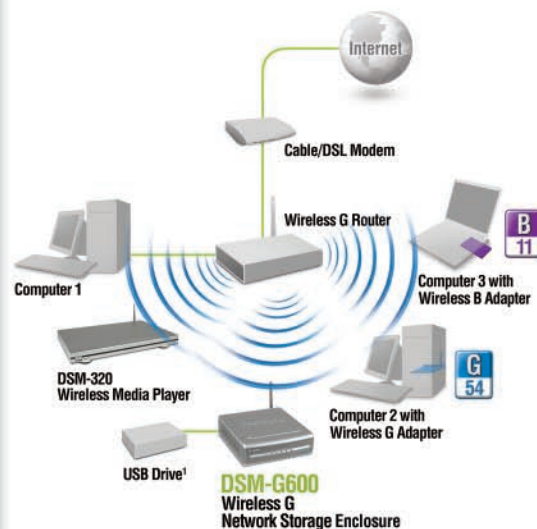 Internet
Cable/DSL Modem
Wireless G Router
B
11
Computer 1
Computer 3 with
Wireless B Adapter
DSM-320
Wireless Media Player
G
54
Computer 2 with
Wireless G Adapter
USB Drive¹
DSM-G600
Wireless G
Network Storage Enclosure